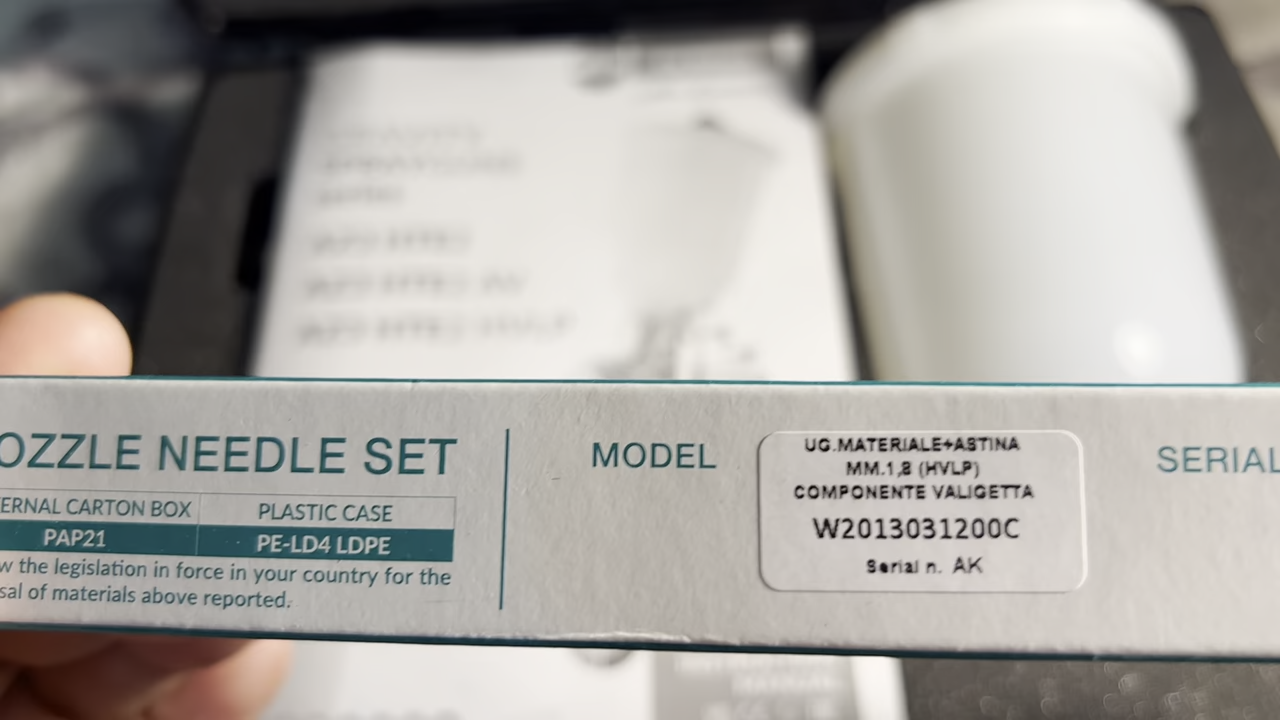 OZZLE NEEDLE SET
ERNAL CARTON BOX
PLASTIC CASE
PAP21
PE-LD4 LDPE
w the legislation in force in your country for the
sal of materials above reported.
MODEL
UG.MATERIALE+ASTINA
MM.1,8 (HVLP)
COMPONENTE VALIGETTA
W2013031200C
Serial n. AK
SERIAL